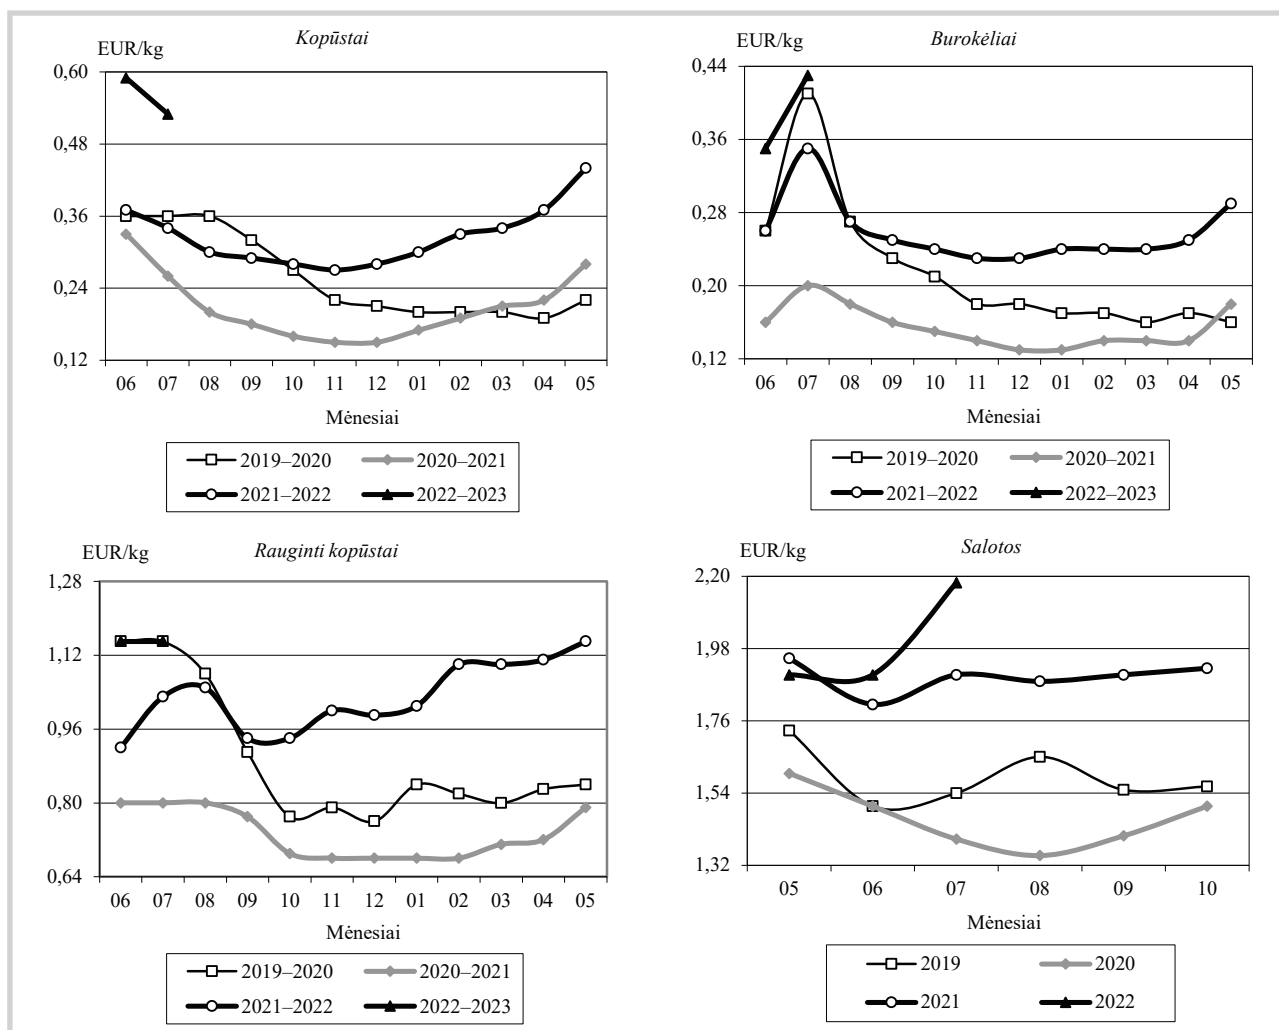 Kopūstai
EUR/kg
0,60
0,48
0,36
0,24
0,12
06 07 08 09 10 11 12 01 02 03 04 05
Mėnesiai
2019–2020 2020–2021
2021–2022 2022–2023
Burokėliai
EUR/kg
0,44
0,36
0,28
0,20
0,12
06 07 08 09 10 11 12 01 02 03 04 05
Mėnesiai
2019–2020 2020–2021
2021–2022 2022–2023
Rauginti kopūstai
EUR/kg
1,28
1,12
0,96
0,80
0,64
06 07 08 09 10 11 12 01 02 03 04 05
Mėnesiai
2019–2020 2020–2021
2021–2022 2022–2023
Salotos
EUR/kg
2,20
1,98
1,76
1,54
1,32
05 06 07 08 09 10
Mėnesiai
2019 2020
2021 2022